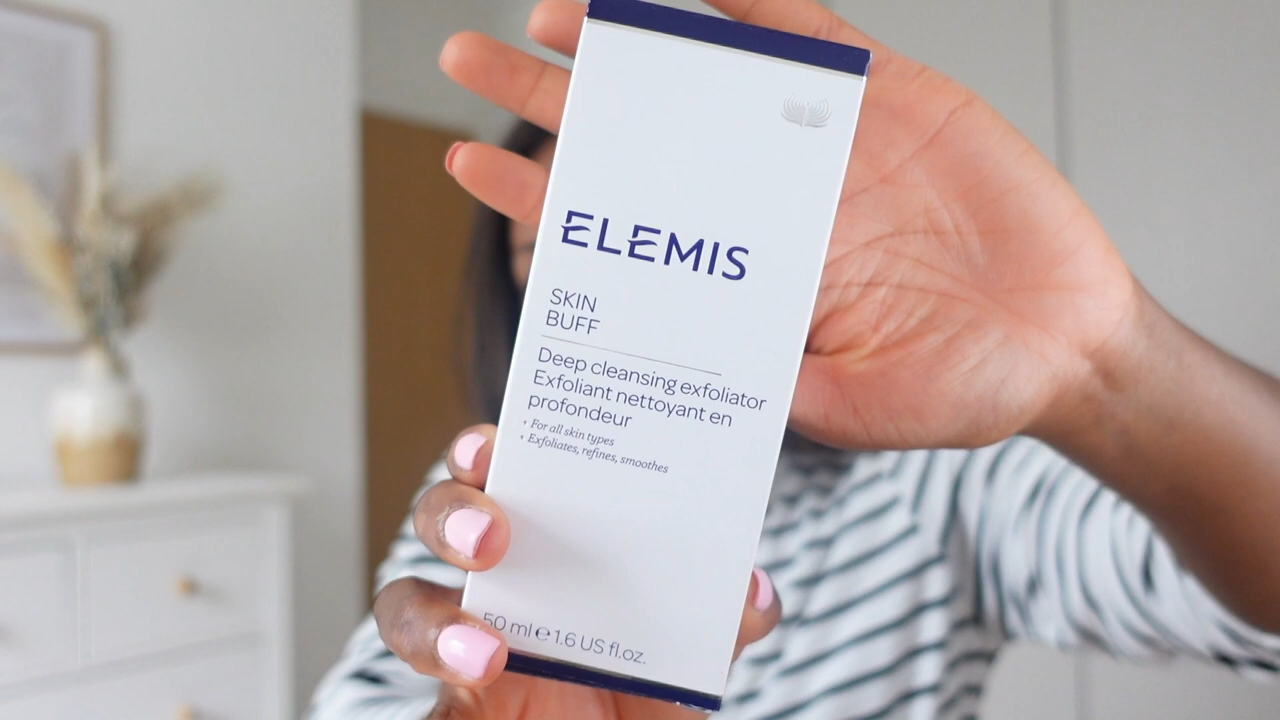 ELEMIS
SKIN
BUFF
Deep cleansing exfoliator
Exfoliant nettoyant en
profondeur
+ For all skin types
+ Exfoliates, refines, smoothes
50 ml ℮ 1.6 US fl.oz.